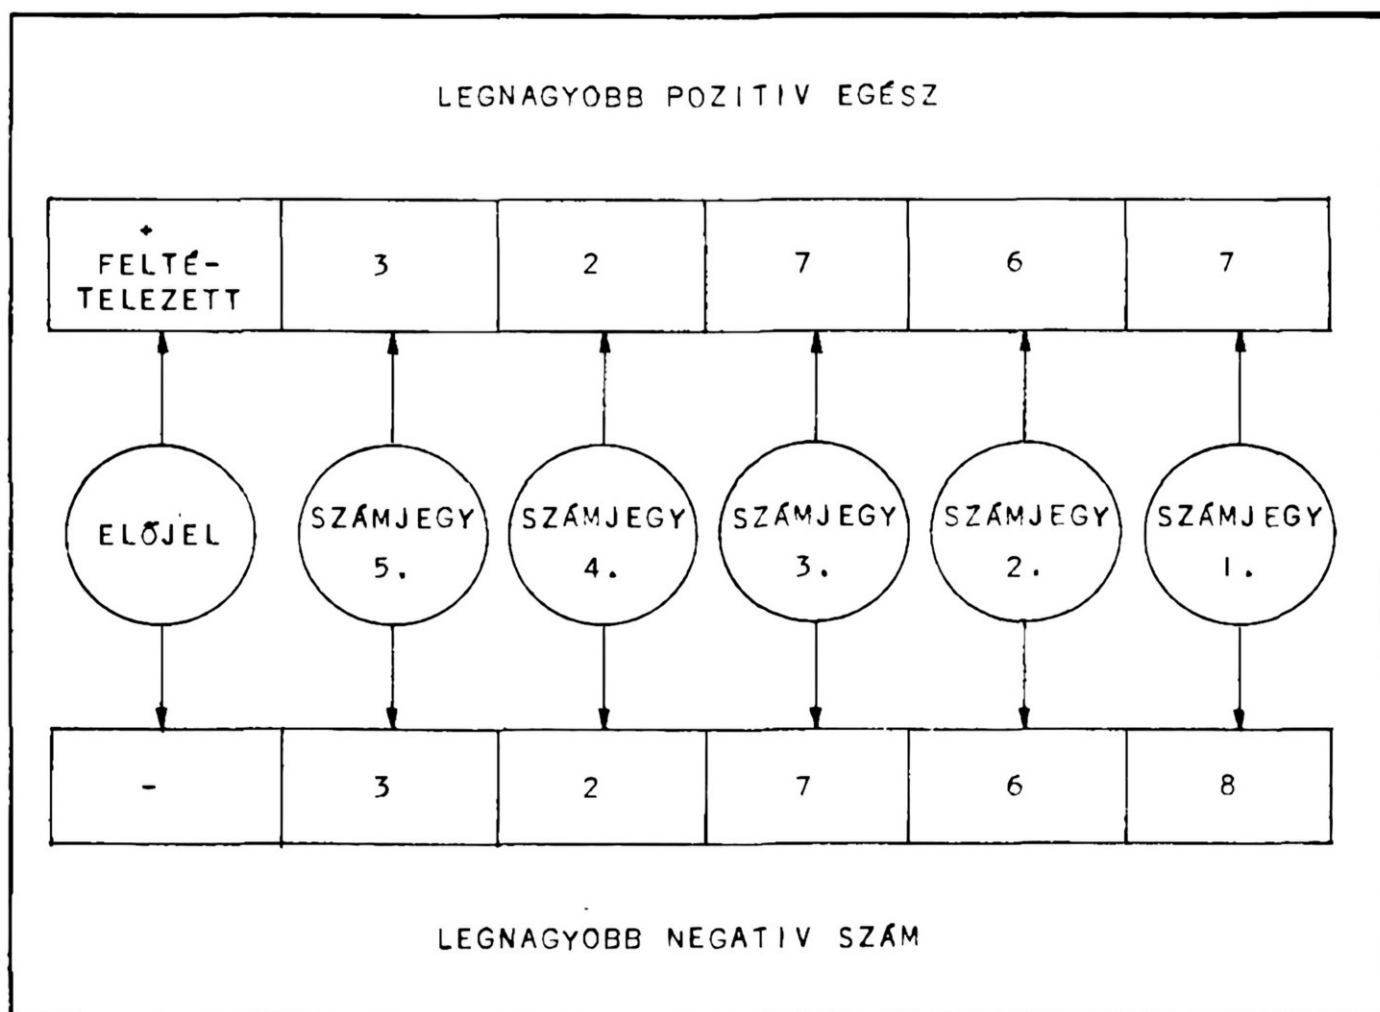 LEGNAGYOBB POZITIV EGÉSZ
+
FELTÉ-
TELEZETT
3
2
7
6
7
ELŐJEL
SZÁMJEGY
5.
SZÁMJEGY
4.
SZÁMJEGY
3.
SZÁMJEGY
2.
SZÁMJEGY
1.
-
3
2
7
6
8
LEGNAGYOBB NEGATIV SZÁM